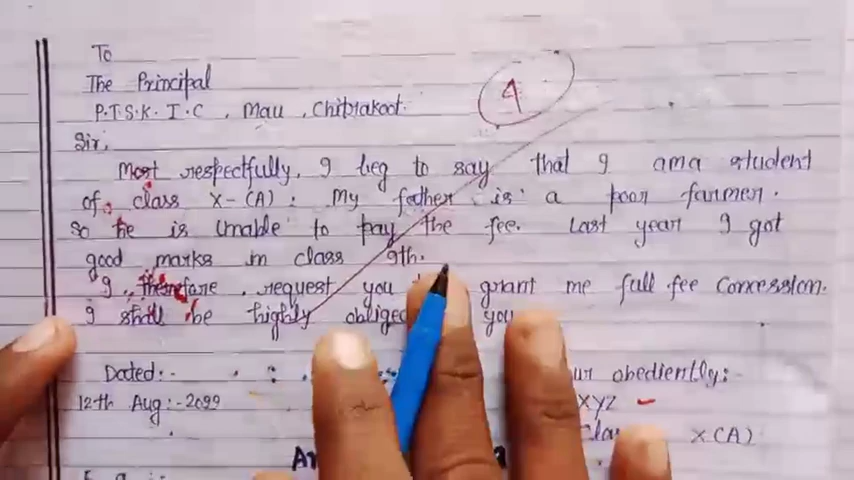 To
The Principal
P.T.S.K. I.C , Mau , Chitrakoot.
4
Sir,
Most respectfully, I beg to say that I ama student
of class X-(A). My father is a poor farmer.
So he is Unable to pay the fee. Last year I got
good marks in class 9th.
I therefore, request you grant me full fee Concession.
I shall be highly obliged you
Dated:- obediently:-
12th Aug:-2022 XYZ
X(A)